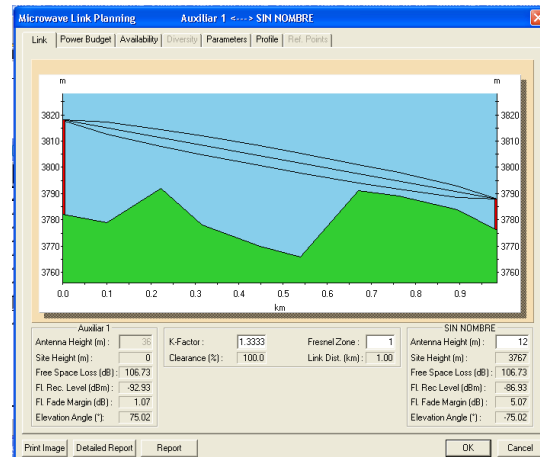 Microwave Link Planning Auxiliar 1 <---> SIN NOMBRE
Link Power Budget Availability Diversity Parameters Profile Ref. Points
m m
3820 3820
3810 3810
3800 3800
3790 3790
3780 3780
3770 3770
3760 3760
0.0 0.1 0.2 0.3 0.4 0.5 0.6 0.7 0.8 0.9
km
Auxiliar 1 SIN NOMBRE
Antenna Height (m) : 36 K-Factor : 1.3333 Fresnel Zone : 1 Antenna Height (m) : 12
Site Height (m) : 0 Clearance (%) : 100.0 Link Dist. (km) : 1.00 Site Height (m) : 3767
Free Space Loss (dB) : 106.73 Free Space Loss (dB) : 106.73
Fl. Rec. Level (dBm) : -92.93 Fl. Rec. Level (dBm) : -86.93
Fl. Fade Margin (dB) : 1.07 Fl. Fade Margin (dB) : 5.07
Elevation Angle (°): 75.02 Elevation Angle (°): -75.02
Print Image Detailed Report Report OK Cancel